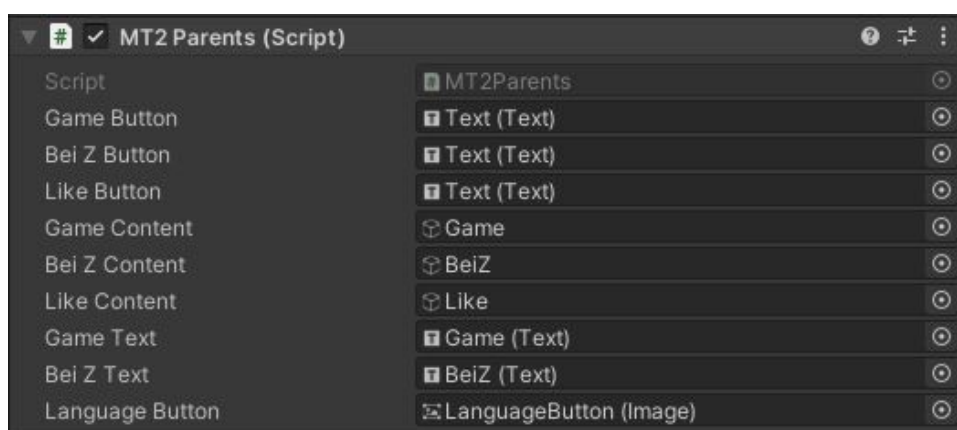 # MT2 Parents (Script)
Script MT2Parents
Game Button Text (Text)
Bei Z Button Text (Text)
Like Button Text (Text)
Game Content Game
Bei Z Content BeiZ
Like Content Like
Game Text Game (Text)
Bei Z Text BeiZ (Text)
Language Button LanguageButton (Image)